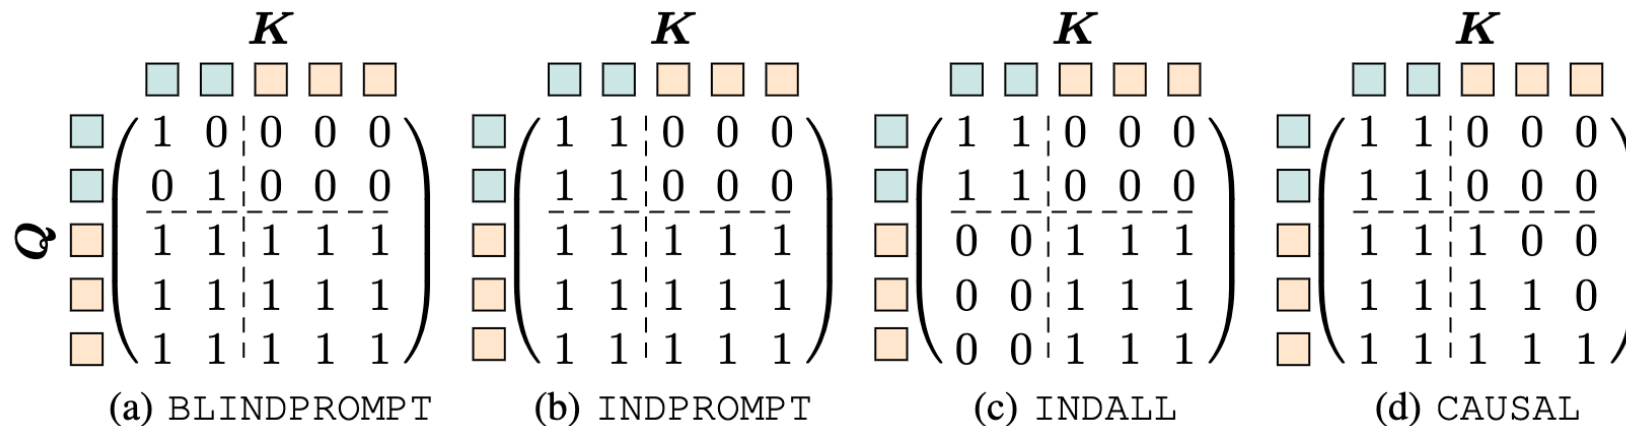 K K K K
1 0 0 0 0 1 1 0 0 0 1 1 0 0 0 1 1 0 0 0
0 1 0 0 0 1 1 0 0 0 1 1 0 0 0 1 1 0 0 0
Q 1 1 1 1 1 1 1 1 1 1 0 0 1 1 1 1 1 1 0 0
1 1 1 1 1 1 1 1 1 1 0 0 1 1 1 1 1 1 1 0
1 1 1 1 1 1 1 1 1 1 0 0 1 1 1 1 1 1 1 1
(a) BLINDPROMPT (b) INDPROMPT (c) INDALL (d) CAUSAL